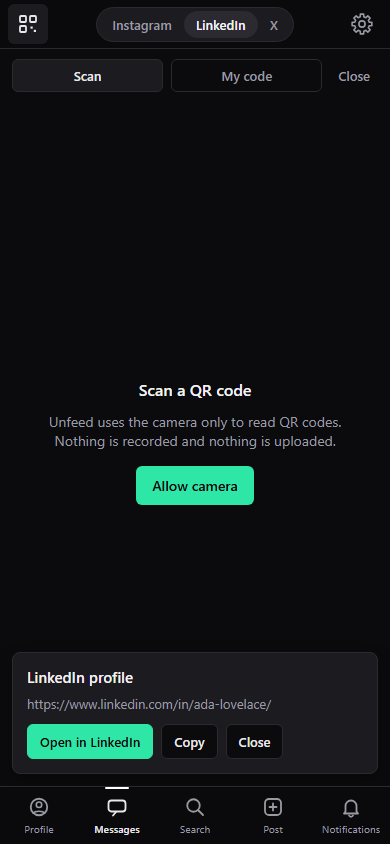 Instagram
LinkedIn
X
Scan
My code
Close
Scan a QR code
Unfeed uses the camera only to read QR codes.
Nothing is recorded and nothing is uploaded.
Allow camera
LinkedIn profile
https://www.linkedin.com/in/ada-lovelace/
Open in LinkedIn
Copy
Close
Profile
Messages
Search
Post
Notifications